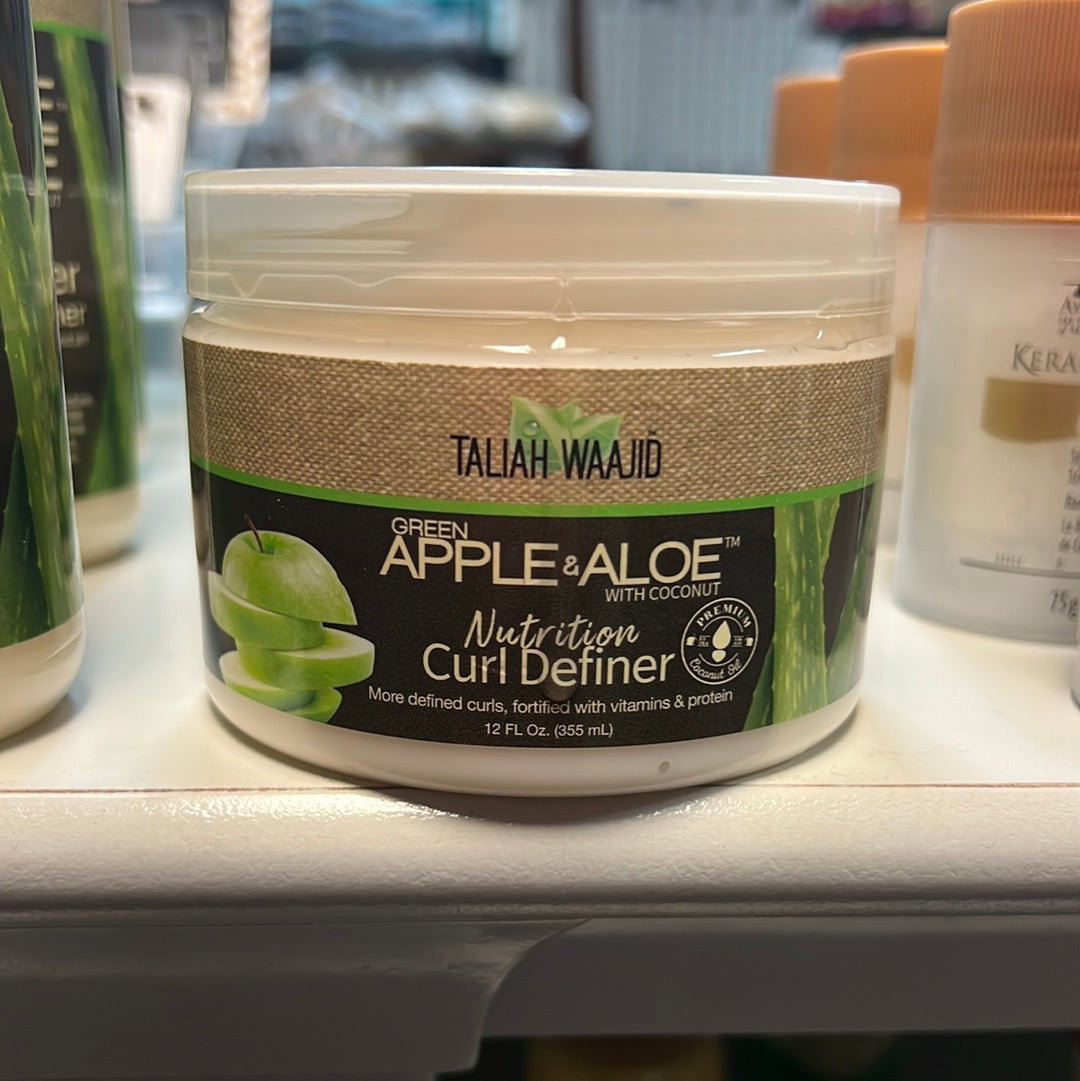 TALIAH WAAJID
GREEN
APPLE & ALOE™
WITH COCONUT
Nutrition
Curl Definer
PREMIUM
Coconut Oil
More defined curls, fortified with vitamins & protein
12 FL Oz. (355 mL)
KERA
75g